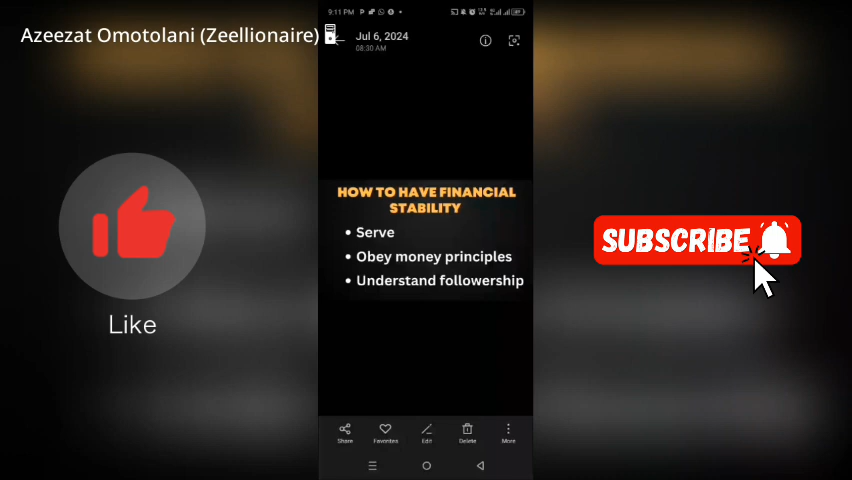 9:11 PM
Azeezat Omotolani (Zeellionaire)
Jul 6, 2024
08:30 AM
HOW TO HAVE FINANCIAL
STABILITY
• Serve
• Obey money principles
• Understand followership
Like
SUBSCRIBE
Share
Favorites
Edit
Delete
More